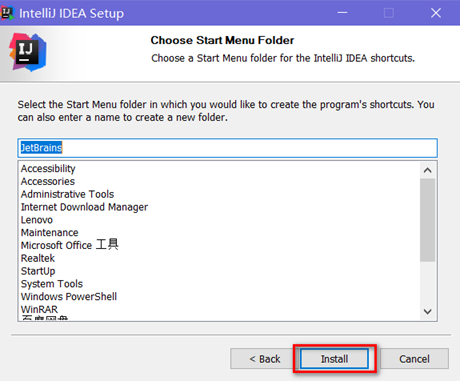 IntelliJ IDEA Setup
IJ
Choose Start Menu Folder
Choose a Start Menu folder for the IntelliJ IDEA shortcuts.
Select the Start Menu folder in which you would like to create the program's shortcuts. You
can also enter a name to create a new folder.
JetBrains
Accessibility
Accessories
Administrative Tools
Internet Download Manager
Lenovo
Maintenance
Microsoft Office 工具
Realtek
StartUp
System Tools
Windows PowerShell
WinRAR
< Back
Install
Cancel